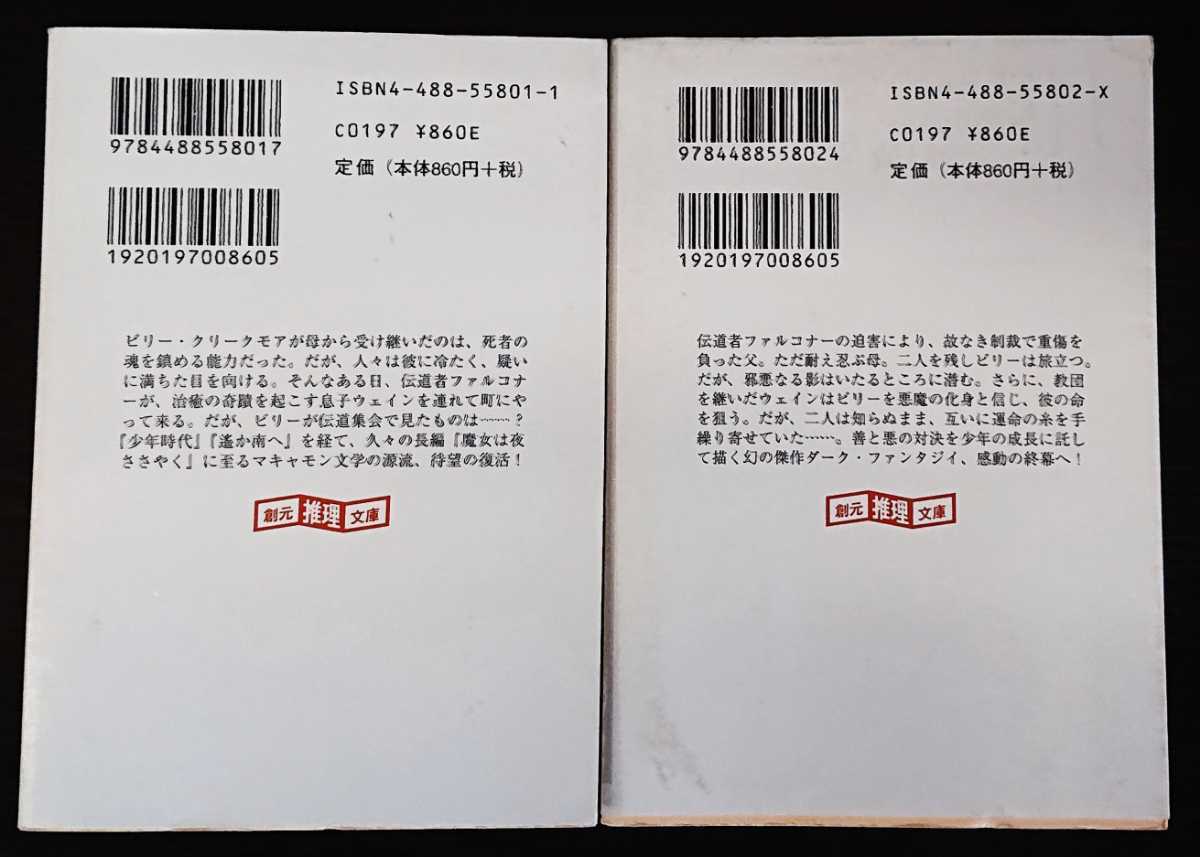 ISBN4-488-55801-1
9784488558017
C0197 ¥860E
定価（本体860円＋税）
1920197008605
ビリー・クリークモアが母から受け継いだのは、死者の
魂を鎮める能力だった。だが、人々は彼に冷たく、疑い
に満ちた目を向ける。そんなある日、伝道者ファルコナ
ーが、治癒の奇蹟を起こす息子ウェインを連れて町にや
って来る。だが、ビリーが伝道集会で見たものは……？
『少年時代』『遙か南へ』を経て、久々の長編『魔女は夜
ささやく』に至るマキャモン文学の源流、待望の復活！
創元推理文庫
ISBN4-488-55802-X
9784488558024
C0197 ¥860E
定価（本体860円＋税）
1920197008605
伝道者ファルコナーの迫害により、故なき制裁で重傷を
負った父。ただ耐え忍ぶ母。二人を残しビリーは旅立つ。
だが、邪悪なる影はいたるところに潜む。さらに、教団
を継いだウェインはビリーを悪魔の化身と信じ、彼の命
を狙う。だが、二人は知らぬまま、互いに運命の糸を手
繰り寄せていた……。善と悪の対決を少年の成長に託し
て描く幻の傑作ダーク・ファンタジイ、感動の終幕へ！
創元推理文庫